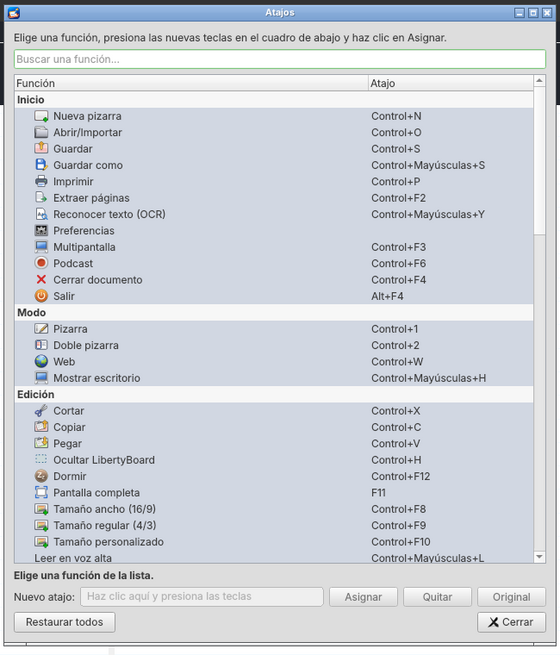 Atajos
Elige una función, presiona las nuevas teclas en el cuadro de abajo y haz clic en Asignar.
Buscar una función...
Función Atajo
Inicio
Nueva pizarra Control+N
Abrir/Importar Control+O
Guardar Control+S
Guardar como Control+Mayúsculas+S
Imprimir Control+P
Extraer páginas Control+F2
Reconocer texto (OCR) Control+Mayúsculas+Y
Preferencias
Multipantalla Control+F3
Podcast Control+F6
Cerrar documento Control+F4
Salir Alt+F4
Modo
Pizarra Control+1
Doble pizarra Control+2
Web Control+W
Mostrar escritorio Control+Mayúsculas+H
Edición
Cortar Control+X
Copiar Control+C
Pegar Control+V
Ocultar LibertyBoard Control+H
Dormir Control+F12
Pantalla completa F11
Tamaño ancho (16/9) Control+F8
Tamaño regular (4/3) Control+F9
Tamaño personalizado Control+F10
Leer en voz alta Control+Mayúsculas+L
Elige una función de la lista.
Nuevo atajo: Haz clic aquí y presiona las teclas Asignar Quitar Original
Restaurar todos Cerrar